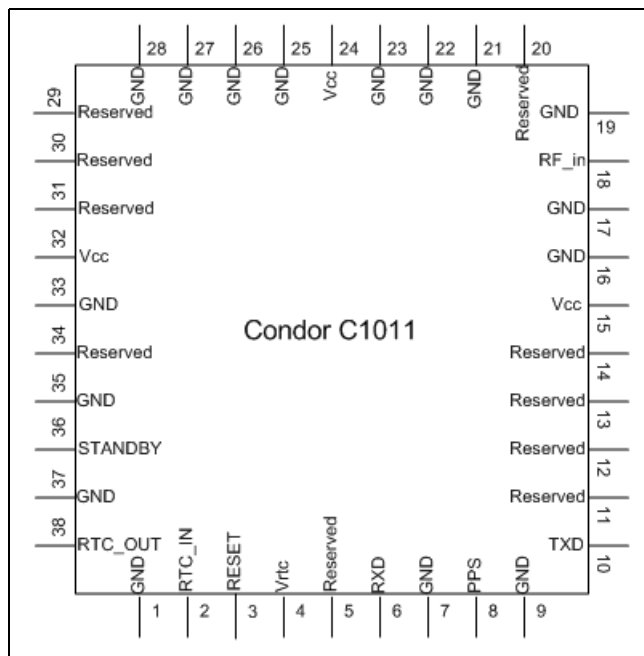 28 27 26 25 24 23 22 21 20
GND GND GND GND Vcc GND GND GND Reserved
29 Reserved
30 Reserved
31 Reserved
32 Vcc
33 GND
34 Reserved
35 GND
36 STANDBY
37 GND
38 RTC_OUT
Condor C1011
GND 19
RF_in 18
GND 17
GND 16
Vcc 15
Reserved 14
Reserved 13
Reserved 12
Reserved 11
TXD 10
GND RTC_IN RESET Vrtc Reserved RXD GND PPS GND
1 2 3 4 5 6 7 8 9